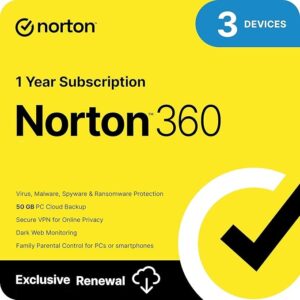 norton
3 DEVICES
1 Year Subscription
Norton™ 360
Virus, Malware, Spyware & Ransomware Protection
50 GB PC Cloud Backup
Secure VPN for Online Privacy
Dark Web Monitoring
Family Parental Control for PCs or smartphones
Exclusive Renewal